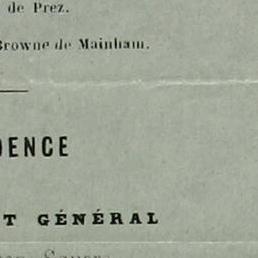 de Prez.
Browne de Mainham.
DENCE
T GÉNÉRAL